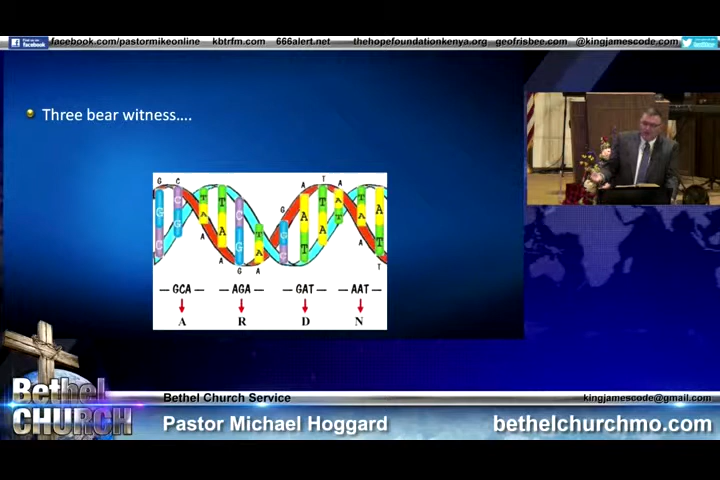 facebook.com/pastormikeonline kbtrfm.com 666alert.net thehopefoundationkenya.org geofrisbee.com @kingjamescode.com
Three bear witness....
G C A T A
G C T T C G A T A T A
C G A A G A G T A T T A
A A G A A T
— GCA — — AGA — — GAT — — AAT —
A R D N
Bethel
CHURCH
Bethel Church Service kingjamescode@gmail.com
Pastor Michael Hoggard bethelchurchmo.com